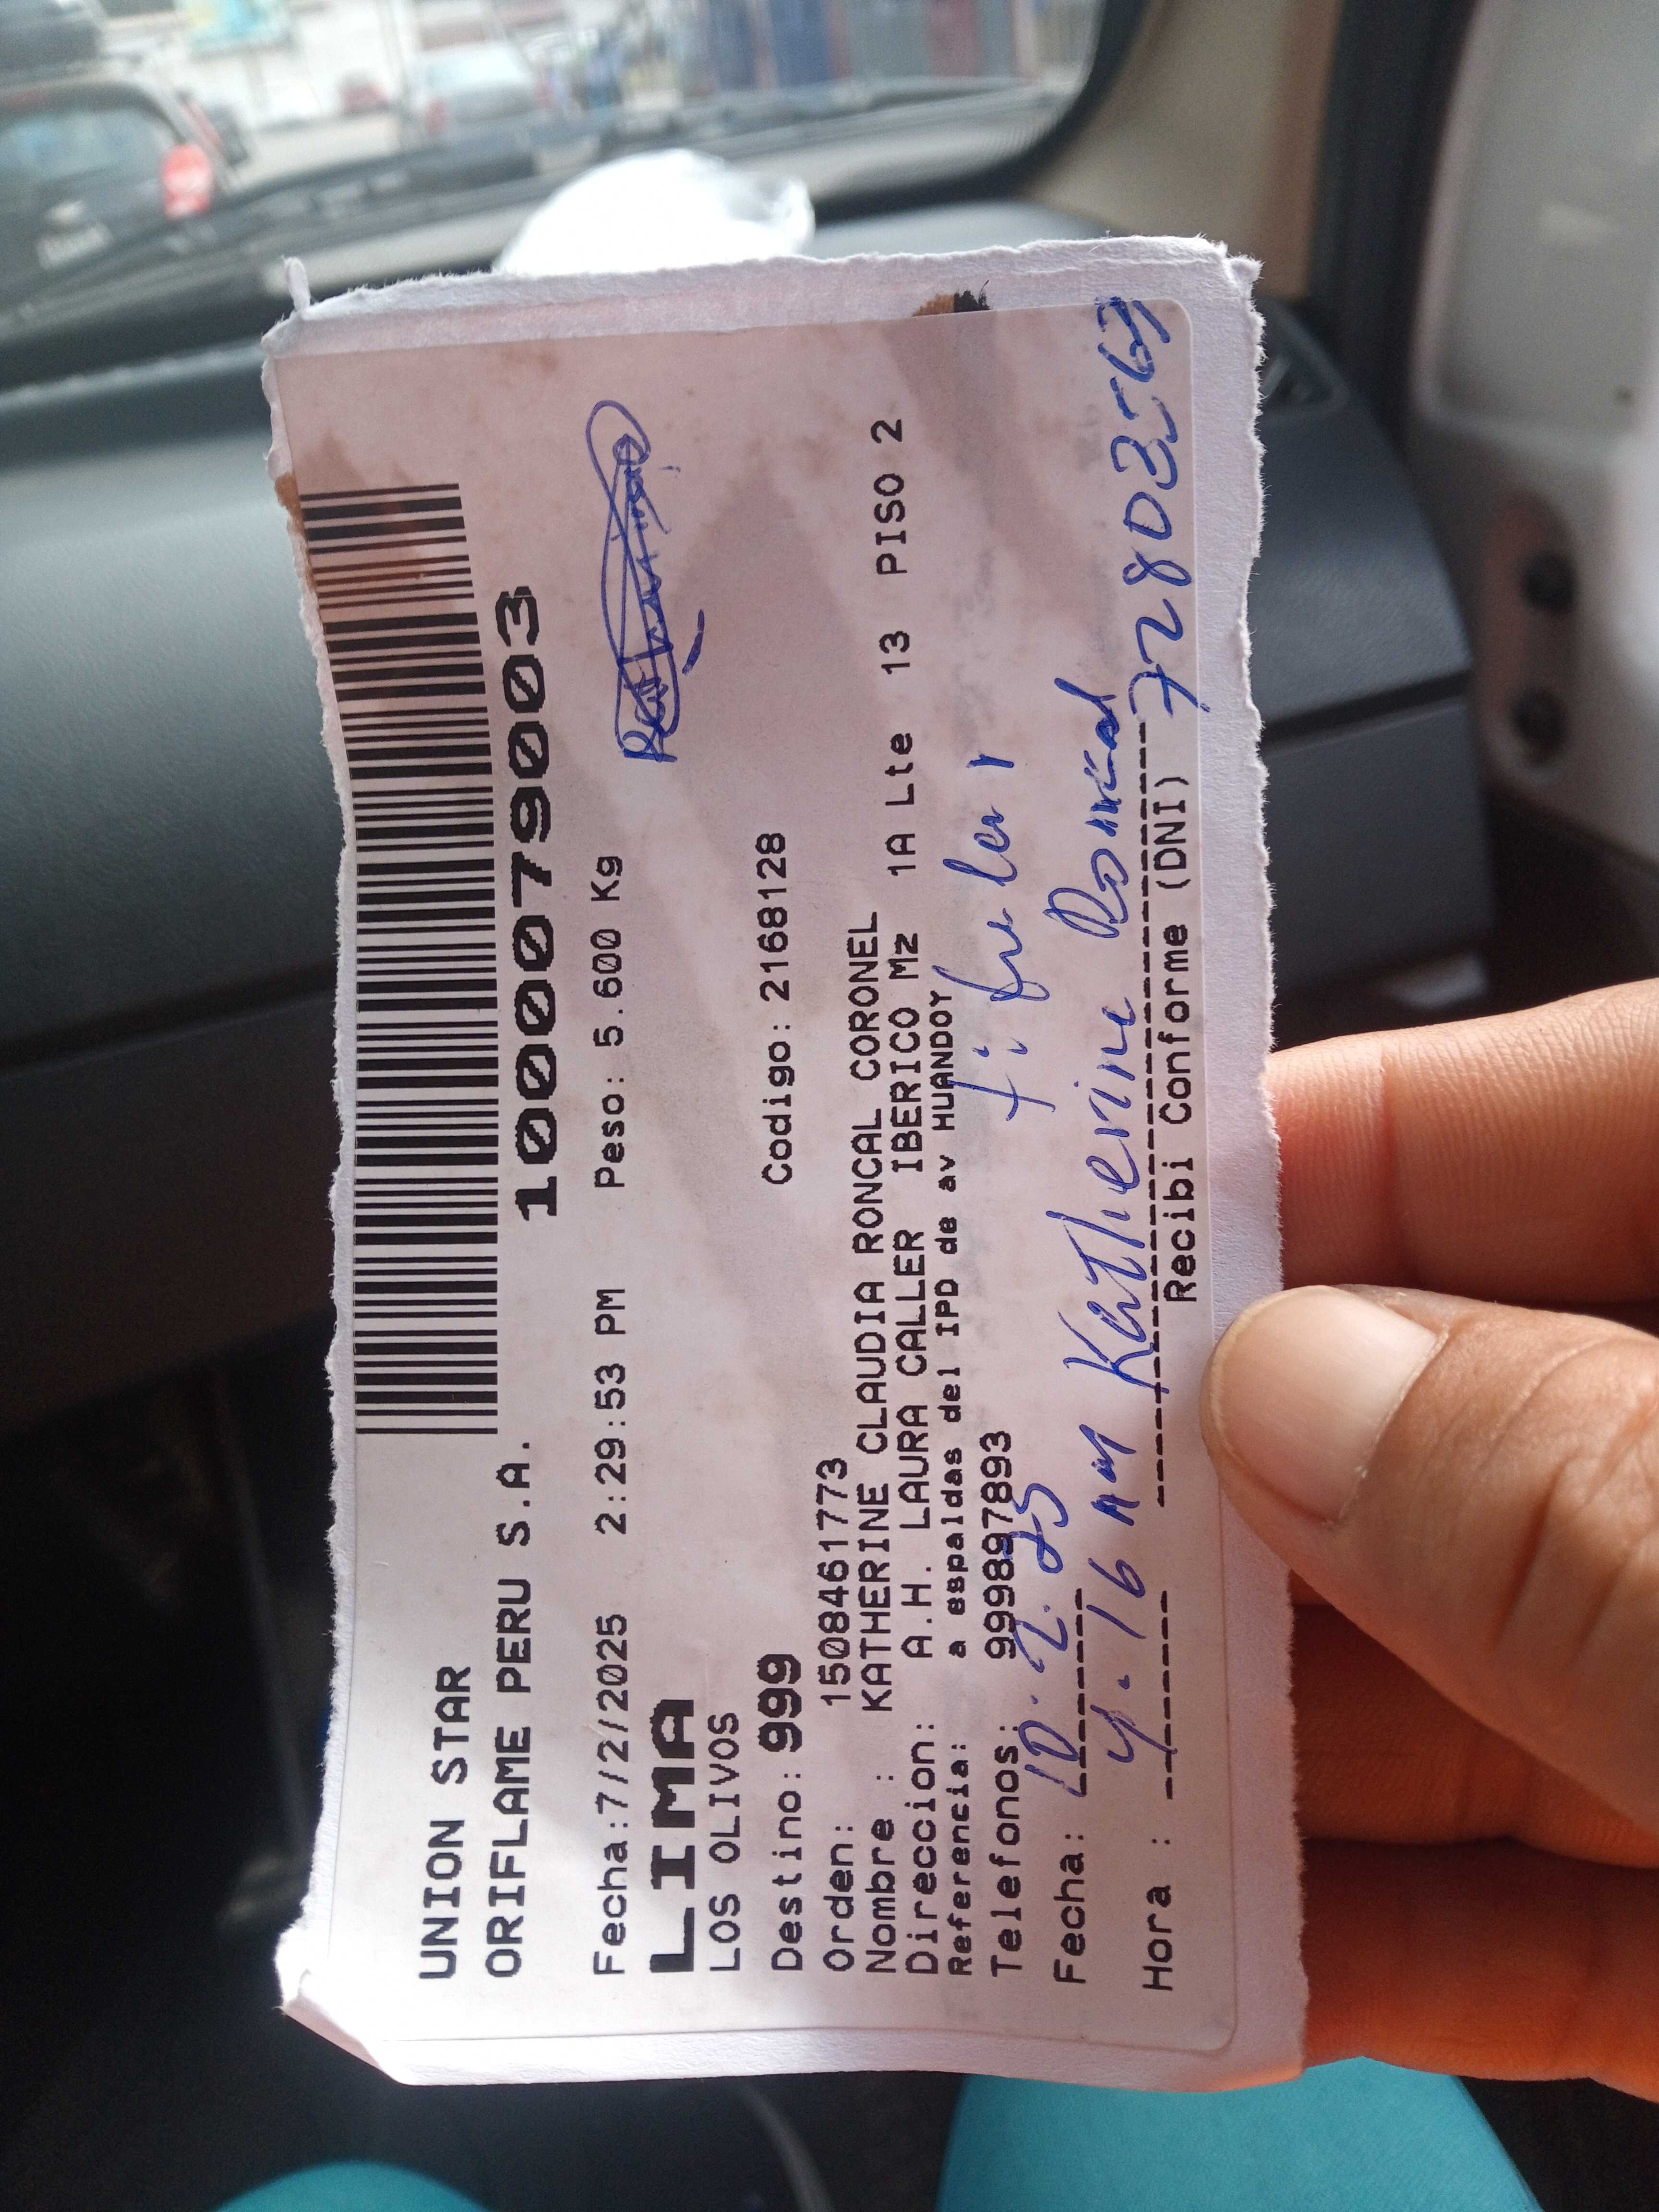 UNION STAR
ORIFLAME PERU S.A.
1000079003
Fecha:7/2/2025 2:29:53 PM Peso: 5.600 Kg
LIMA
LOS OLIVOS
Destino: 999 Codigo: 2168128
Orden: 1508461773
Nombre : KATHERINE CLAUDIA RONCAL CORONEL
Direccion: A.H. LAURA CALLER IBERICO Mz 1A Lte 13 PISO 2
Referencia: a espaldas del IPD de av HUANDOY
Telefonos: 999897893
Fecha: 10.2.25
Hora : 4.16 Katherine Roncal
Recibi Conforme (DNI)